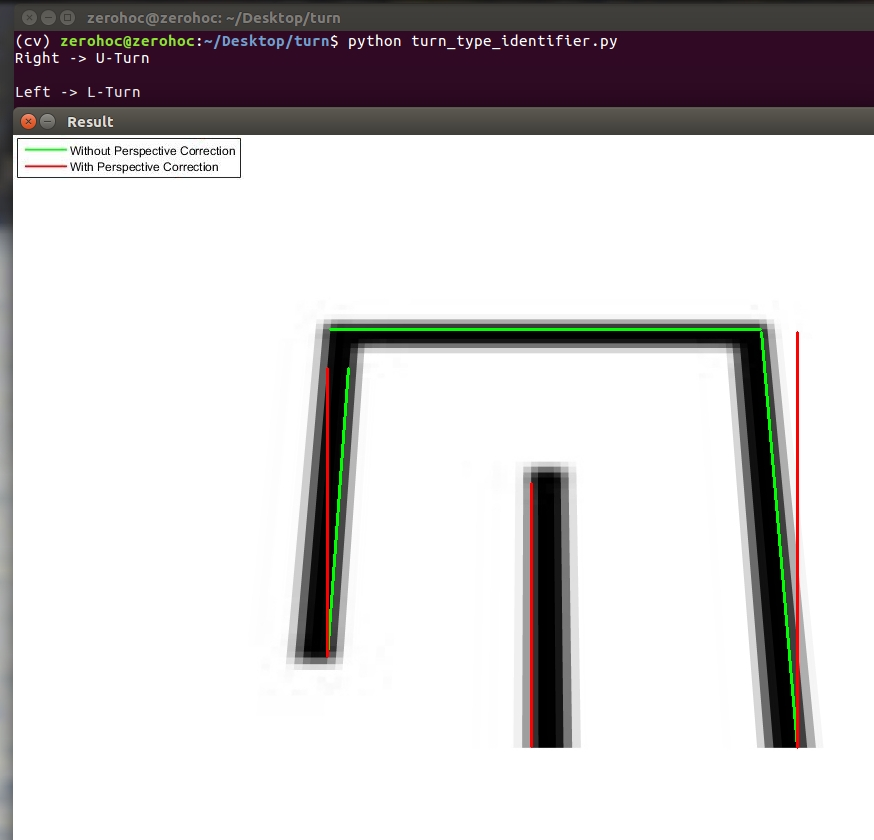 zerohoc@zerohoc: ~/Desktop/turn
(cv) zerohoc@zerohoc:~/Desktop/turn$ python turn_type_identifier.py
Right -> U-Turn
Left -> L-Turn
Result
Without Perspective Correction
With Perspective Correction